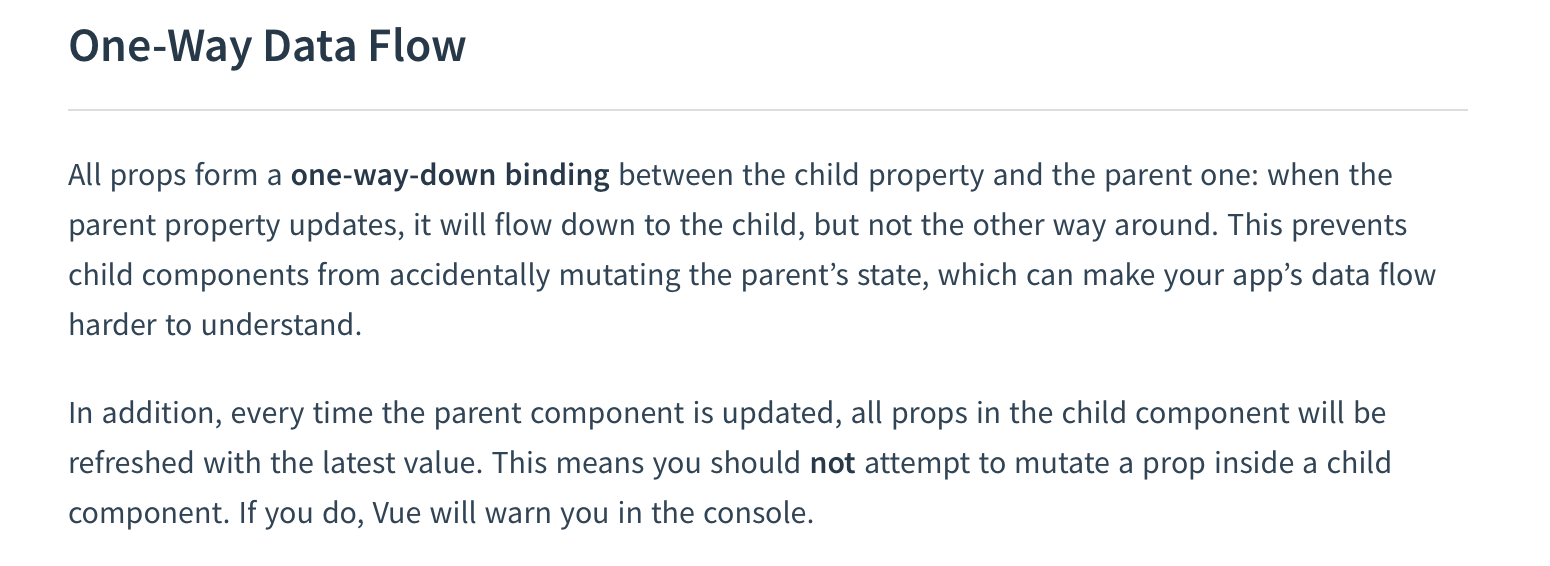 One-Way Data Flow
All props form a one-way-down binding between the child property and the parent one: when the
parent property updates, it will flow down to the child, but not the other way around. This prevents
child components from accidentally mutating the parent’s state, which can make your app’s data flow
harder to understand.
In addition, every time the parent component is updated, all props in the child component will be
refreshed with the latest value. This means you should not attempt to mutate a prop inside a child
component. If you do, Vue will warn you in the console.